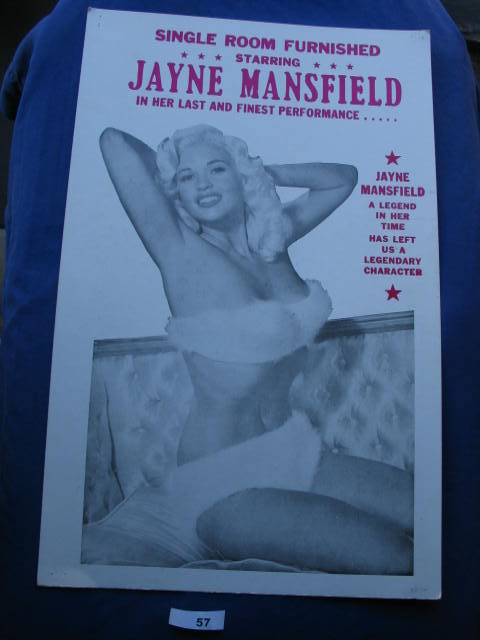 SINGLE ROOM FURNISHED
★ ★ ★ STARRING ★ ★ ★
JAYNE MANSFIELD
IN HER LAST AND FINEST PERFORMANCE .....
★
JAYNE
MANSFIELD
A LEGEND
IN HER
TIME
HAS LEFT
US A
LEGENDARY
CHARACTER
★
57